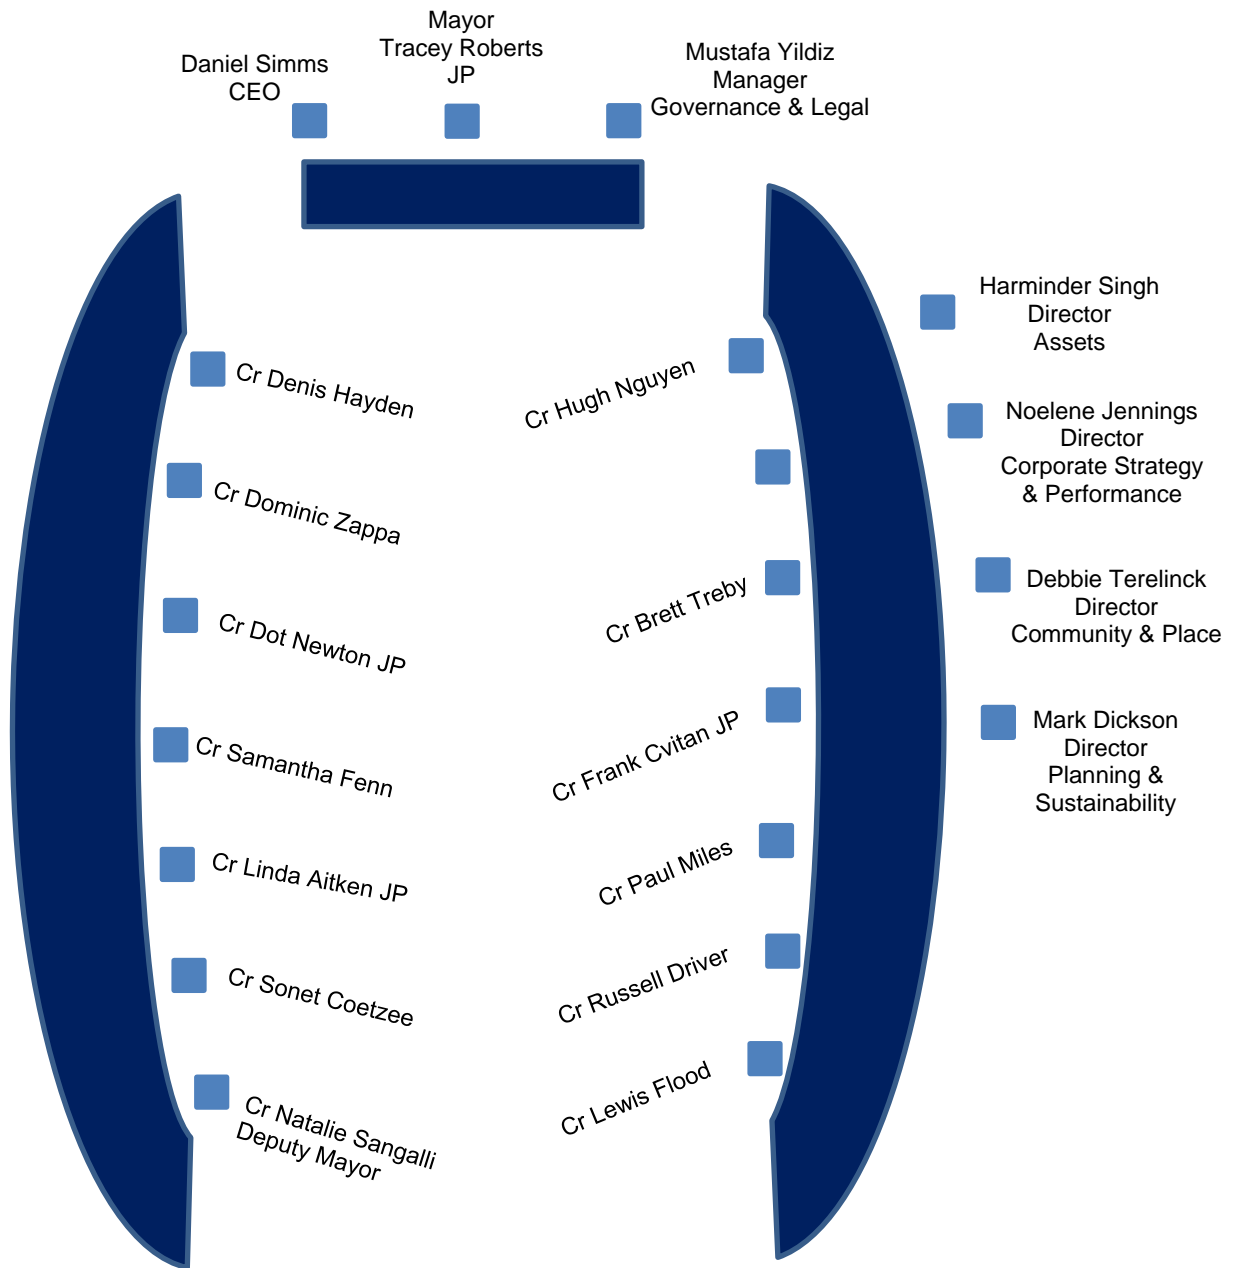 Daniel Simms
CEO
Mayor
Tracey Roberts
JP
Mustafa Yildiz
Manager
Governance & Legal
Harminder Singh
Director
Assets
Noelene Jennings
Director
Corporate Strategy
& Performance
Debbie Terelinck
Director
Community & Place
Mark Dickson
Director
Planning &
Sustainability
Cr Denis Hayden
Cr Dominic Zappa
Cr Dot Newton JP
Cr Samantha Fenn
Cr Linda Aitken JP
Cr Sonet Coetzee
Cr Natalie Sangalli
Deputy Mayor
Cr Hugh Nguyen
Cr Brett Treby
Cr Frank Cvitan JP
Cr Paul Miles
Cr Russell Driver
Cr Lewis Flood